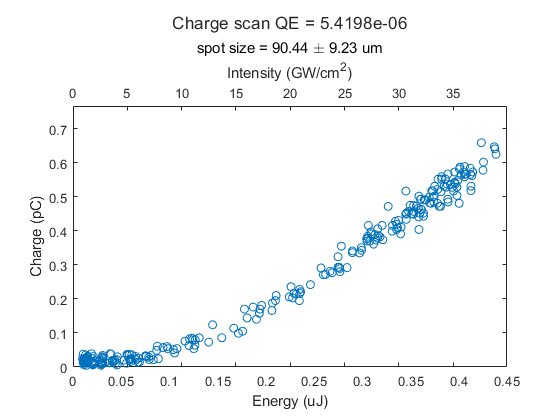 Charge scan QE = 5.4198e-06
spot size = 90.44 ± 9.23 um
Intensity (GW/cm²)
0 5 10 15 20 25 30 35
0.7
0.6
0.5
0.4
0.3
0.2
0.1
0
Charge (pC)
0 0.05 0.1 0.15 0.2 0.25 0.3 0.35 0.4 0.45
Energy (uJ)